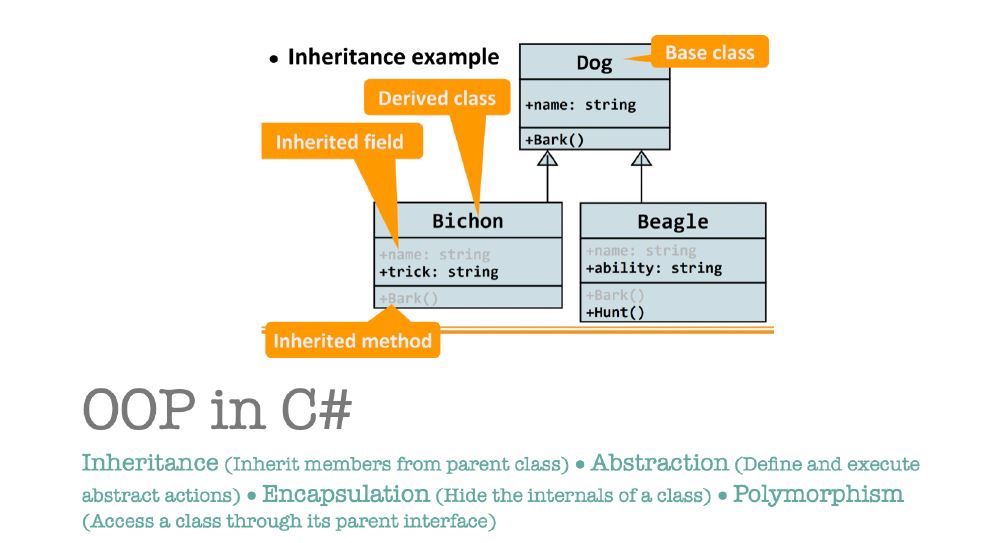 • Inheritance example
Base class
Dog
+name: string
+Bark()
Derived class
Inherited field
Bichon
+name: string
+trick: string
+Bark()
Beagle
+name: string
+ability: string
+Bark()
+Hunt()
Inherited method
OOP in C#
Inheritance (Inherit members from parent class) • Abstraction (Define and execute
abstract actions) • Encapsulation (Hide the internals of a class) • Polymorphism
(Access a class through its parent interface)